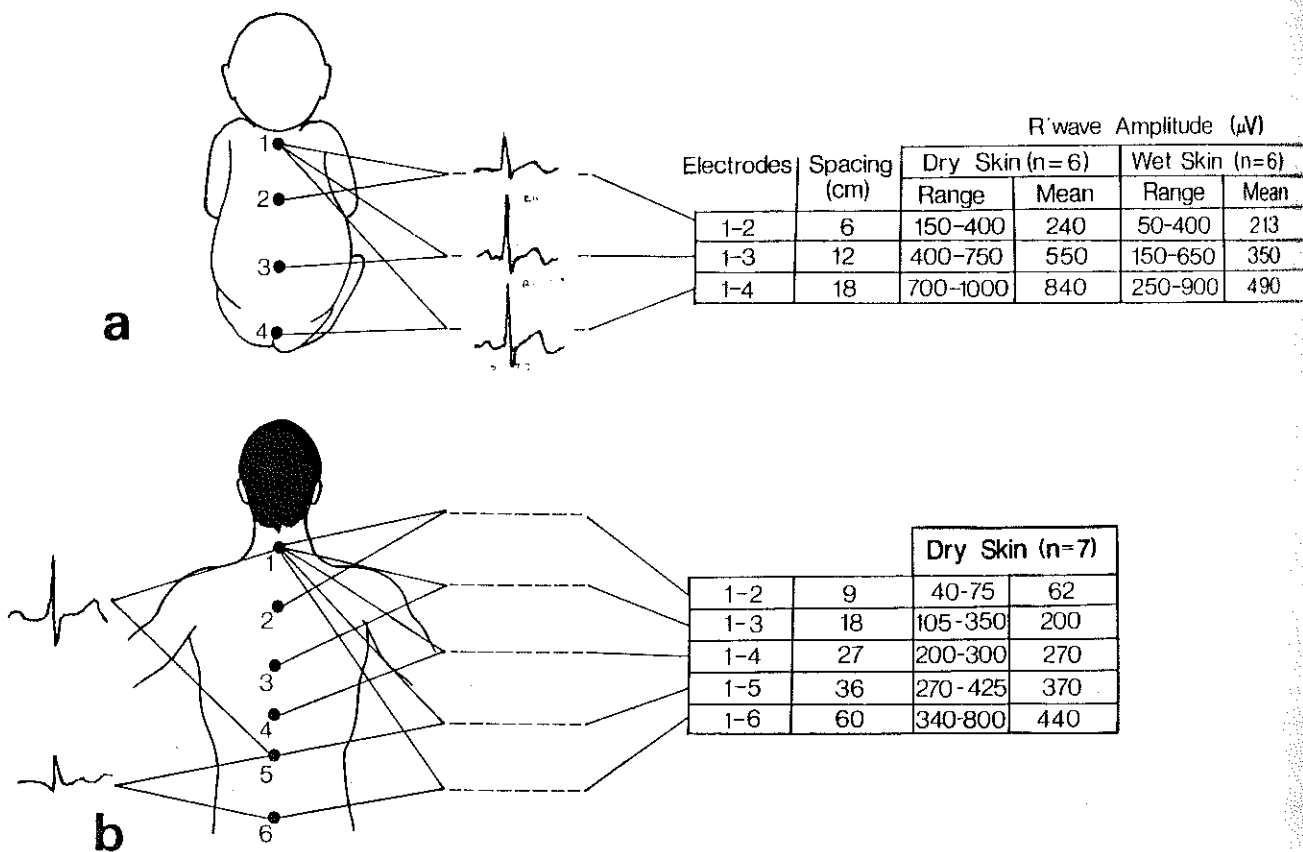 R'wave Amplitude (µV)
Electrodes Spacing (cm) Dry Skin (n=6) Wet Skin (n=6)
Range Mean Range Mean
1-2 6 150-400 240 50-400 213
1-3 12 400-750 550 150-650 350
1-4 18 700-1000 840 250-900 490
1
2
3
4
a
Dry Skin (n=7)
1-2 9 40-75 62
1-3 18 105-350 200
1-4 27 200-300 270
1-5 36 270-425 370
1-6 60 340-800 440
1
2
3
4
5
6
b